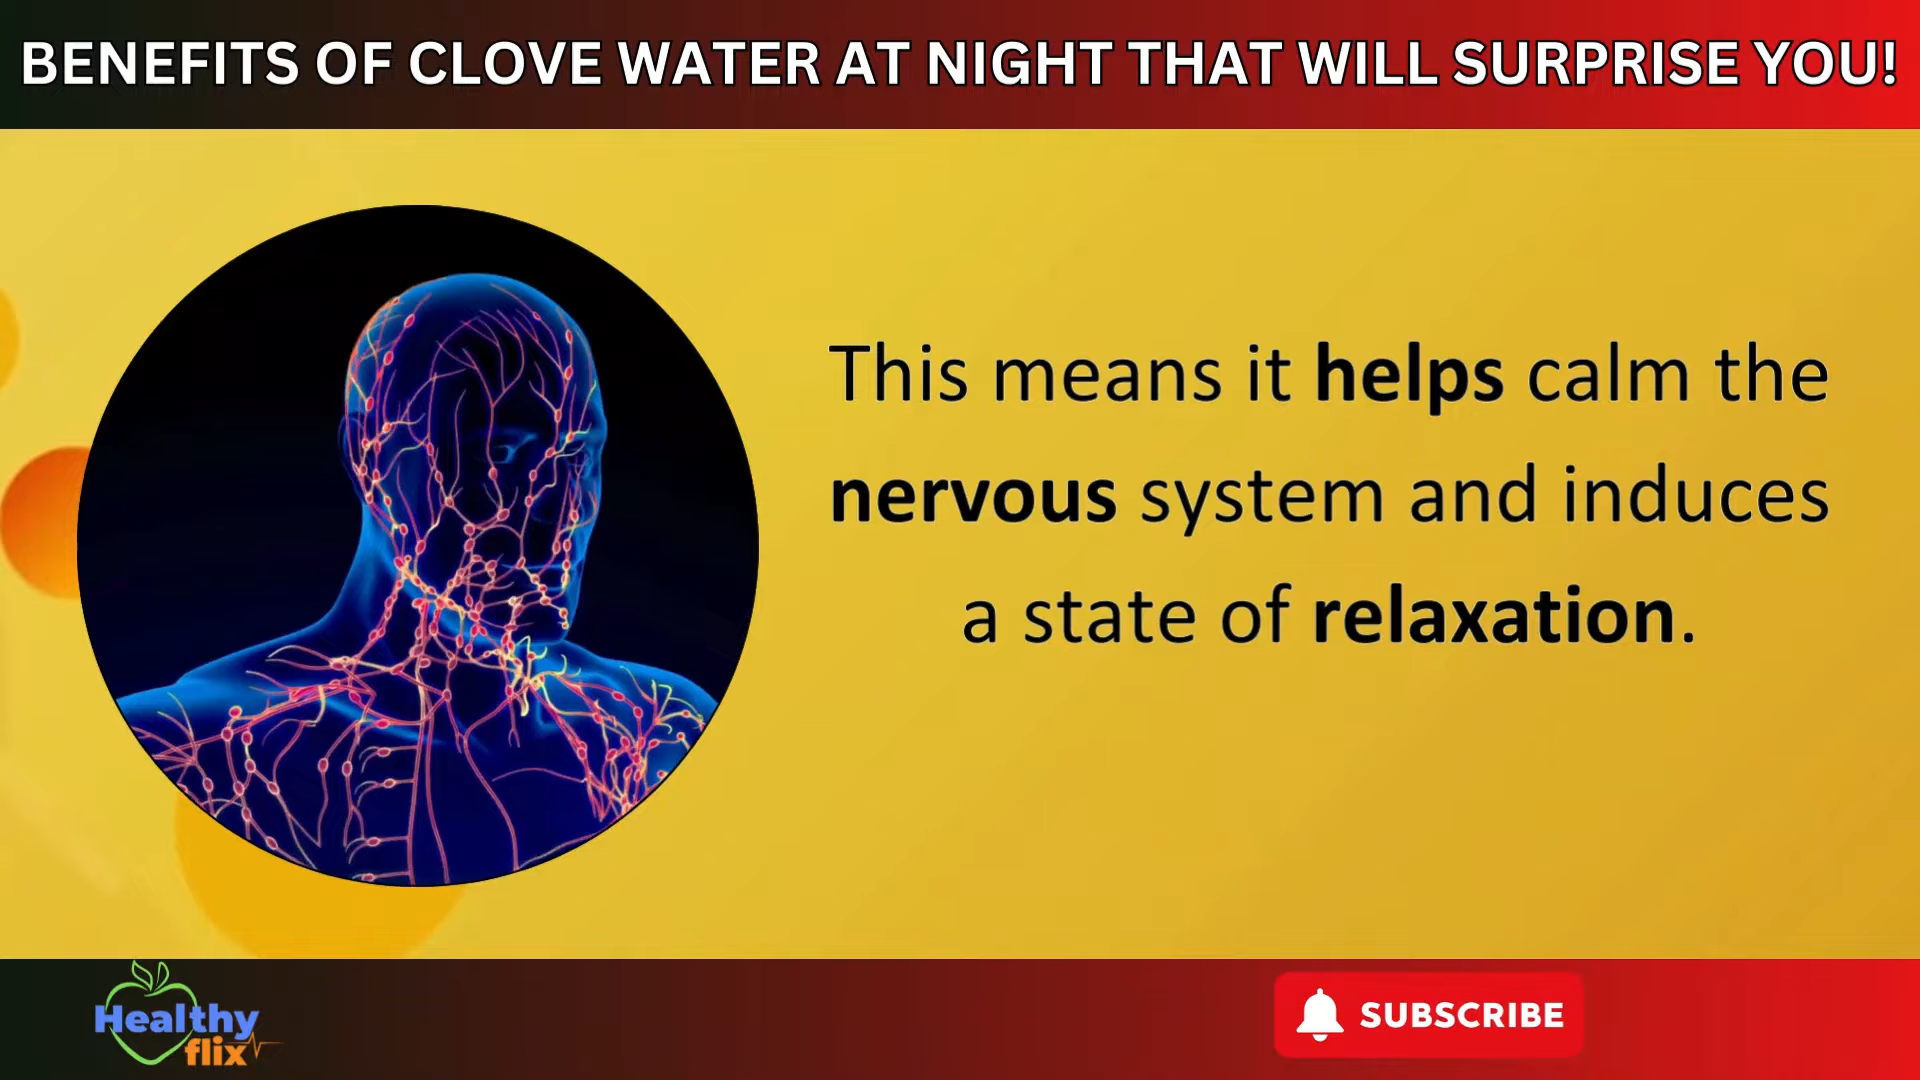 BENEFITS OF CLOVE WATER AT NIGHT THAT WILL SURPRISE YOU!
This means it helps calm the
nervous system and induces
a state of relaxation.
Healthy
flix
SUBSCRIBE